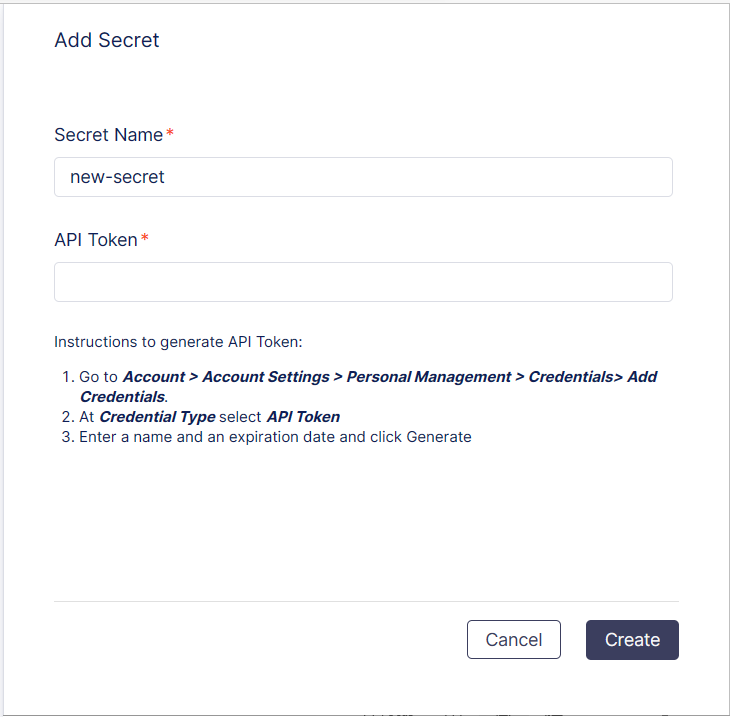 Add Secret
Secret Name*
new-secret
API Token*
Instructions to generate API Token:
1. Go to Account > Account Settings > Personal Management > Credentials> Add
Credentials.
2. At Credential Type select API Token
3. Enter a name and an expiration date and click Generate
Cancel
Create